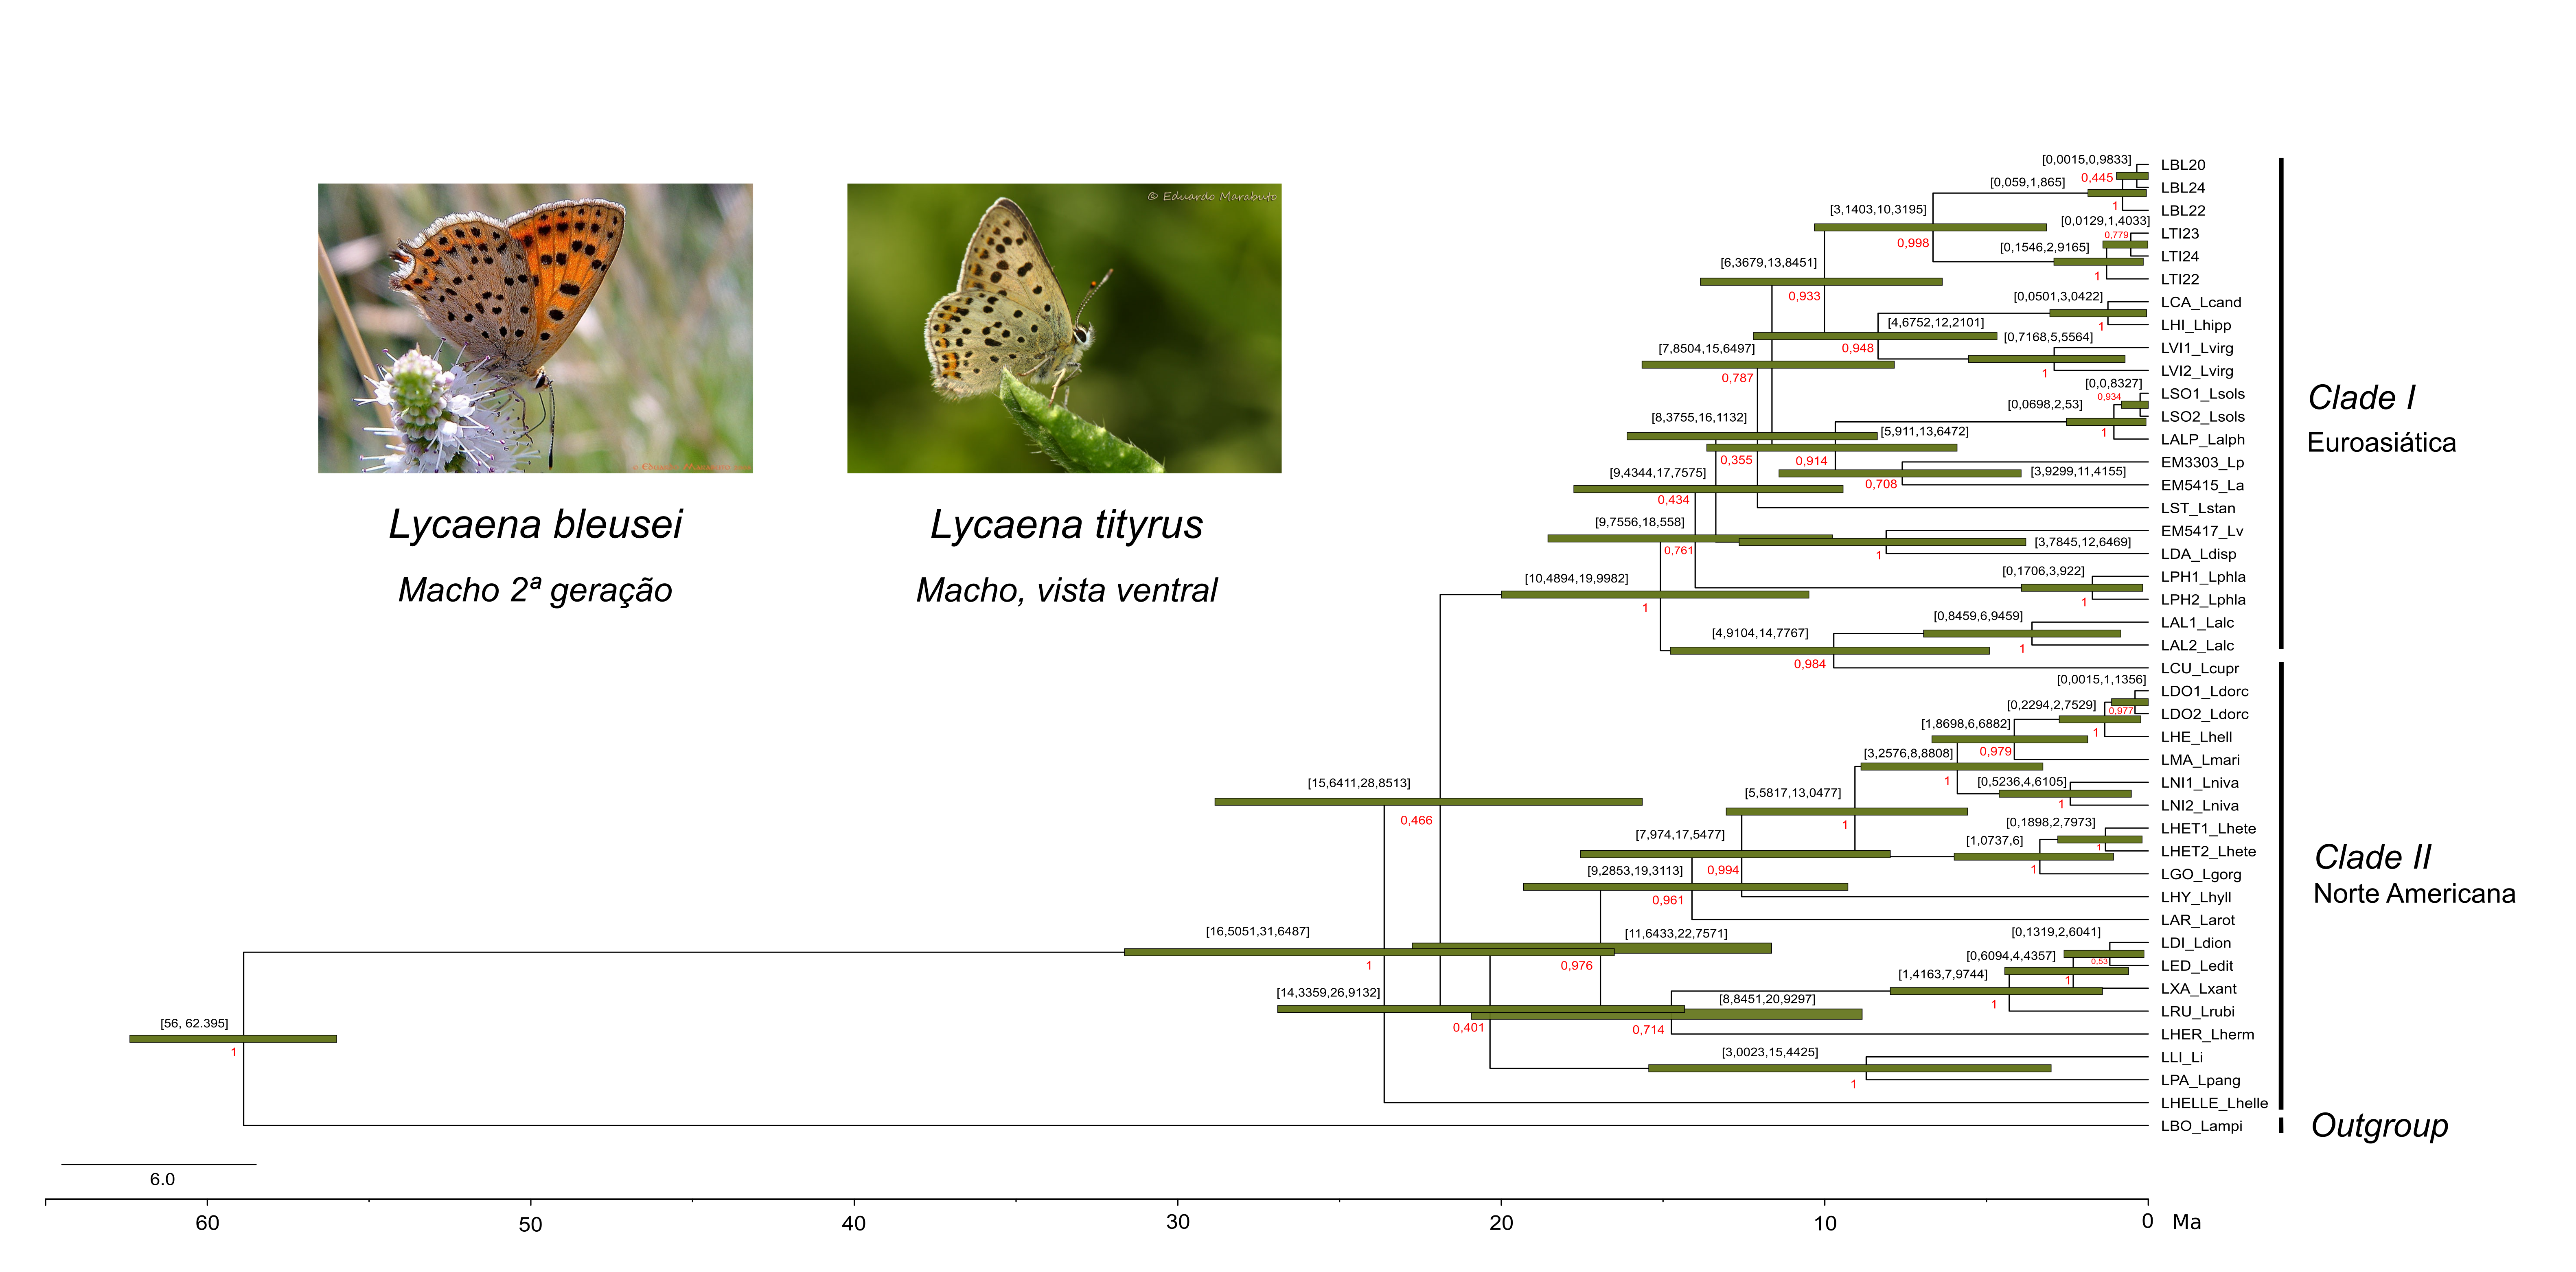 © Eduardo Marabuto
Lycaena bleusei
Macho 2ª geração
Lycaena tityrus
Macho, vista ventral
[0,0015,0,9833]
LBL20
0,445
LBL24
[0,059,1,865]
1
LBL22
[3,1403,10,3195]
[0,0129,1,4033]
LTI23
0,779
0,998
[0,1546,2,9165]
LTI24
1
LTI22
[6,3679,13,8451]
0,933
[0,0501,3,0422]
LCA_Lcand
1
LHI_Lhipp
[4,6752,12,2101]
0,948
[0,7168,5,5564]
LVI1_Lvirg
1
LVI2_Lvirg
[7,8504,15,6497]
0,787
[0,0,8327]
LSO1_Lsols
0,934
[0,0698,2,53]
LSO2_Lsols
1
LALP_Lalph
[8,3755,16,1132]
[5,911,13,6472]
0,355
0,914
EM3303_Lp
[3,9299,11,4155]
0,708
EM5415_La
[9,4344,17,7575]
0,434
LST_Lstan
[9,7556,18,558]
0,761
EM5417_Lv
[3,7845,12,6469]
1
LDA_Ldisp
[10,4894,19,9982]
1
[0,1706,3,922]
LPH1_Lphla
1
LPH2_Lphla
[0,8459,6,9459]
LAL1_Lalc
[4,9104,14,7767]
1
LAL2_Lalc
0,984
LCU_Lcupr
[0,0015,1,1356]
LDO1_Ldorc
0,977
[0,2294,2,7529]
LDO2_Ldorc
1
LHE_Lhell
[1,8698,6,6882]
0,979
LMA_Lmari
[3,2576,8,8808]
1
[0,5236,4,6105]
LNI1_Lniva
1
LNI2_Lniva
[15,6411,28,8513]
0,466
[5,5817,13,0477]
1
[0,1898,2,7973]
LHET1_Lhete
1
LHET2_Lhete
[1,0737,6]
1
LGO_Lgorg
[7,974,17,5477]
0,994
LHY_Lhyll
[9,2853,19,3113]
0,961
LAR_Larot
[16,5051,31,6487]
1
[11,6433,22,7571]
0,976
[0,1319,2,6041]
LDI_Ldion
0,53
LED_Ledit
[0,6094,4,4357]
1
LXA_Lxant
[1,4163,7,9744]
1
LRU_Lrubi
[14,3359,26,9132]
0,401
[8,8451,20,9297]
0,714
LHER_Lherm
[3,0023,15,4425]
LLI_Li
1
LPA_Lpang
LHELLE_Lhelle
[56, 62.395]
1
LBO_Lampi
Clade I
Euroasiática
Clade II
Norte Americana
Outgroup
6.0
60 50 40 30 20 10 0 Ma